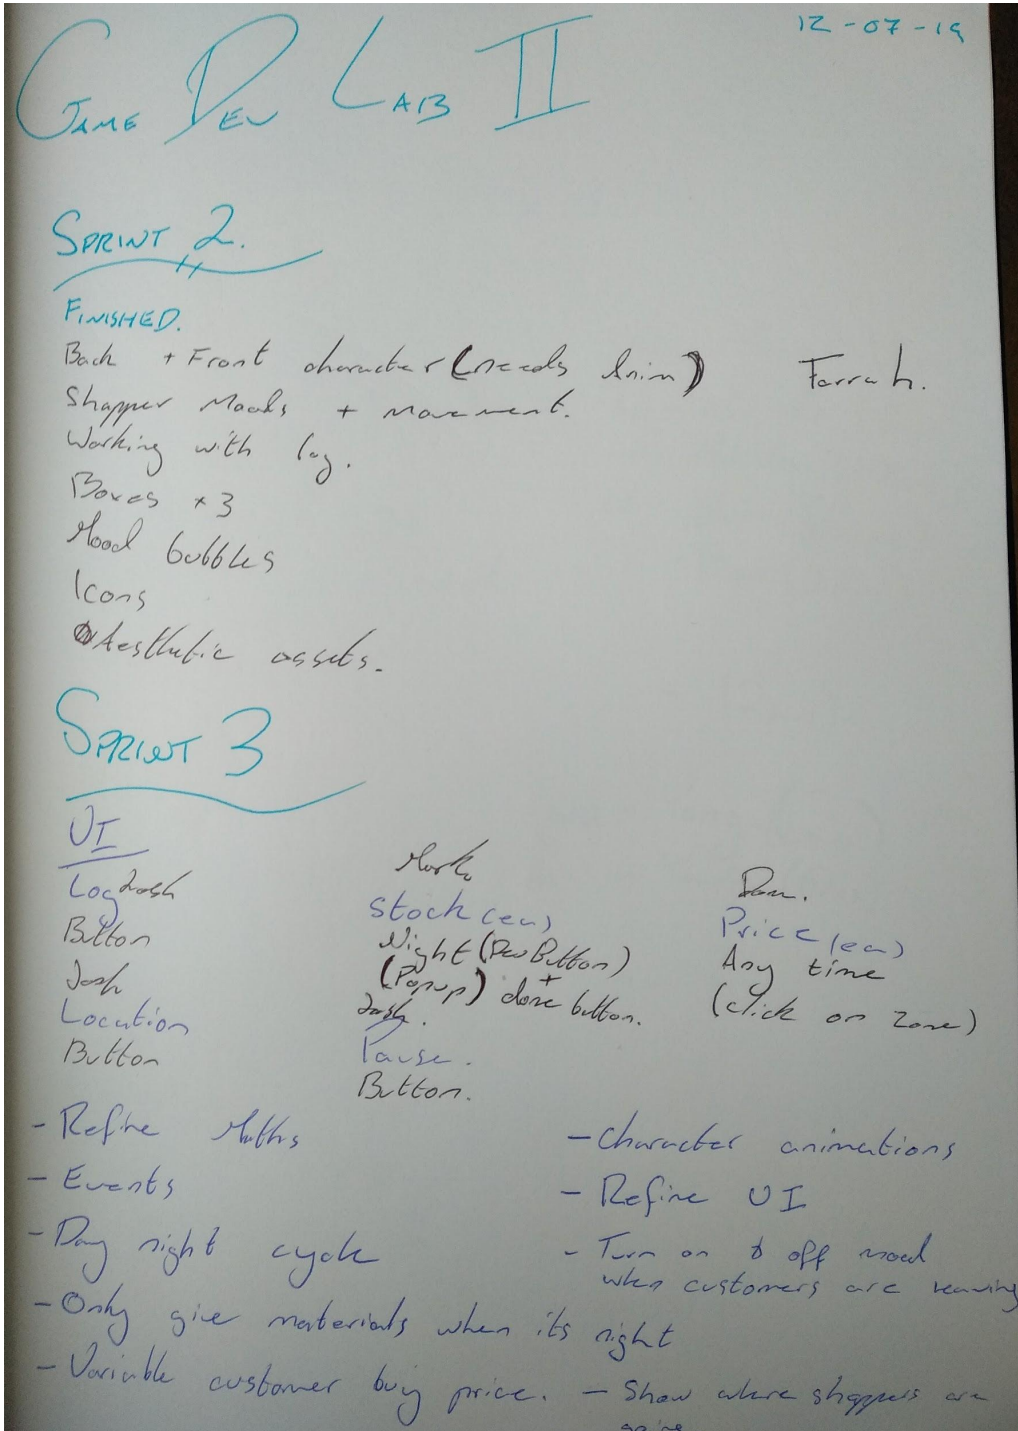 12-07-19
GAME DEV LAB II
SPRINT 2.
FINISHED.
Back + Front character (needs Anim) Farrah.
Shopper Moods + Movement.
Working with log.
Boxes x3
Mood bubbles
Icons
Aesthetic assets.
SPRINT 3
UI
Log Josh
Button
Josh
Location
Button
Marko
Stock (ea)
Night (Dev Button)
(Popup) + done button.
Josh.
Pause.
Button.
Dom.
Price (ea)
Any time
(click on zone)
- Refine Maths
- Events
- Day night cycle
- Only give materials when its night
- Variable customer buy price.
- Character animations
- Refine UI
- Turn on & off mood
when customers are leaving
- Show where shoppers are
going